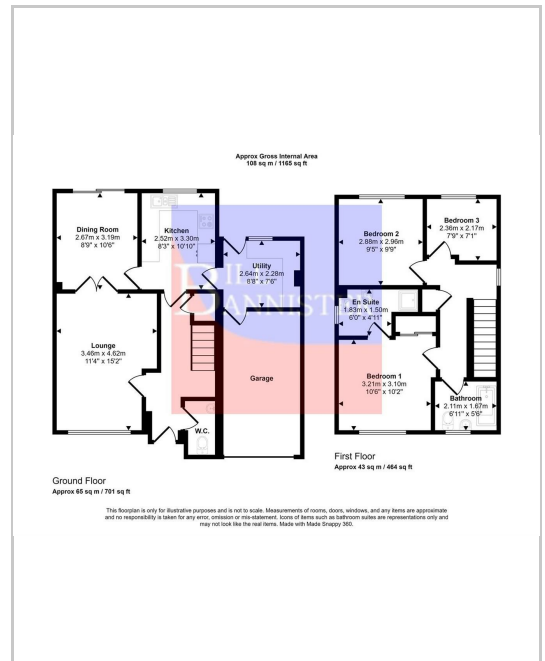 Approx Gross Internal Area
108 sq m / 1165 sq ft
Dining Room
2.67m x 3.19m
8'9" x 10'6"
Kitchen
2.52m x 3.30m
8'3" x 10'10"
Utility
2.64m x 2.28m
8'8" x 7'6"
Lounge
3.46m x 4.62m
11'4" x 15'2"
Garage
W.C.
Ground Floor
Approx 65 sq m / 701 sq ft
Bedroom 2
2.88m x 2.96m
9'5" x 9'9"
Bedroom 3
2.36m x 2.17m
7'9" x 7'1"
En Suite
1.83m x 1.50m
6'0" x 4'11"
Bedroom 1
3.21m x 3.10m
10'6" x 10'2"
Bathroom
2.11m x 1.67m
6'11" x 5'6"
First Floor
Approx 43 sq m / 464 sq ft
This floorplan is only for illustrative purposes and is not to scale. Measurements of rooms, doors, windows, and any items are approximate
and no responsibility is taken for any error, omission or mis-statement. Icons of items such as bathroom suites are representations only and
may not look like the real items. Made with Made Snappy 360.